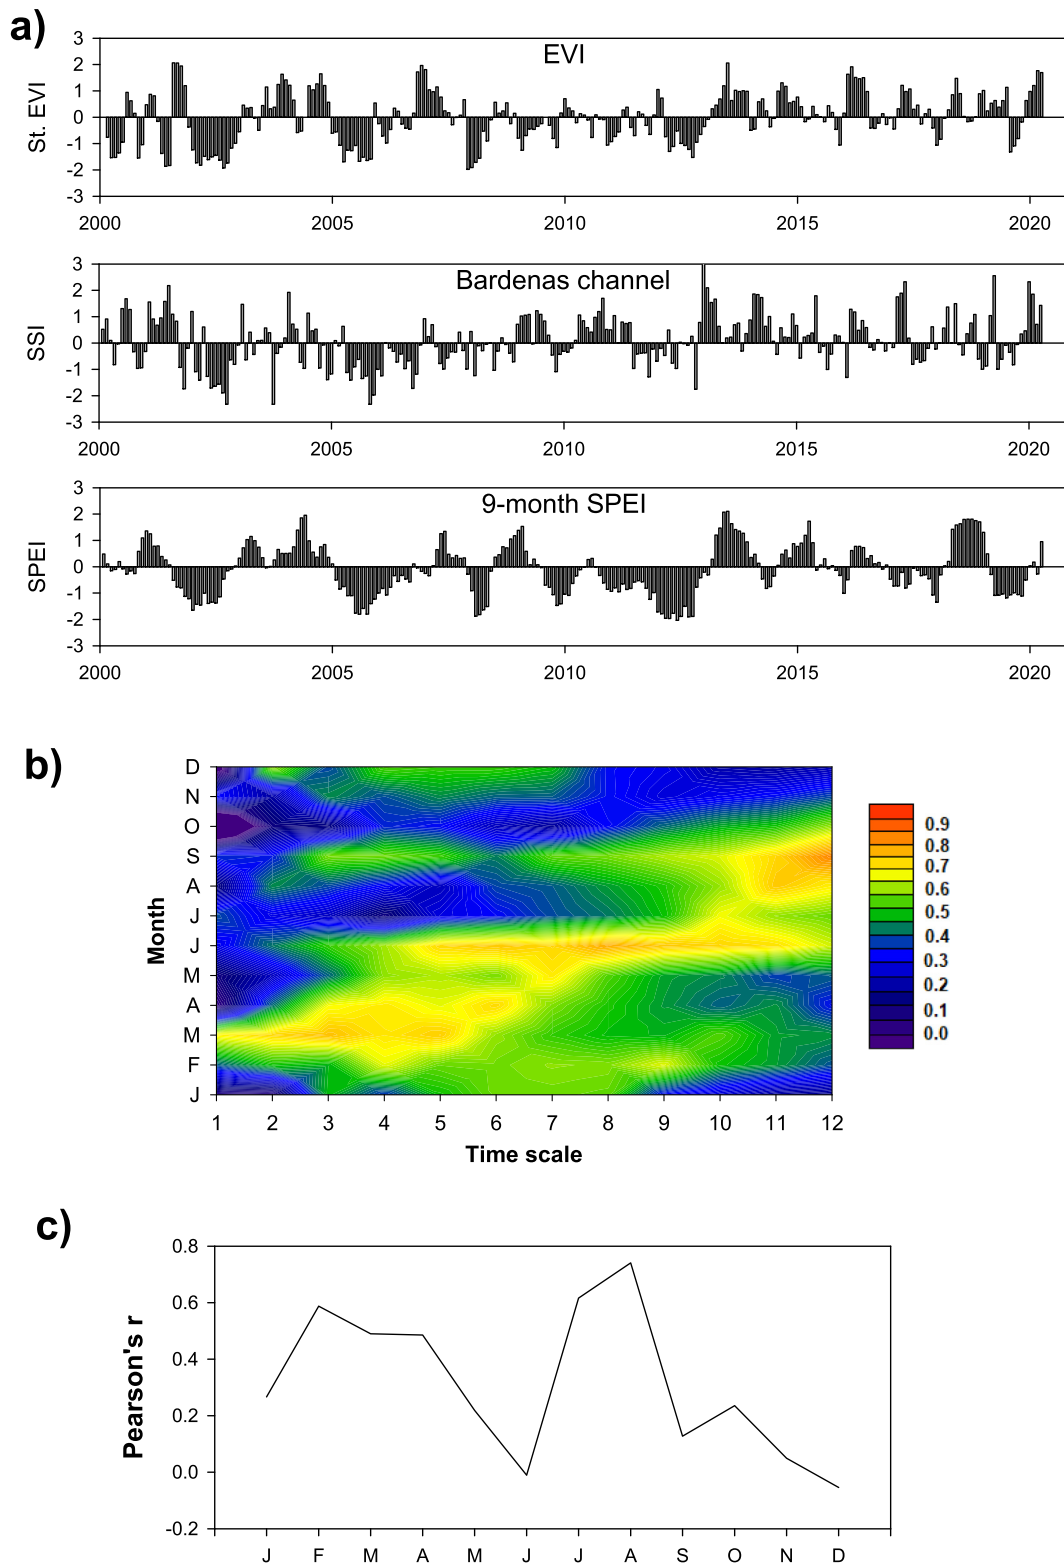 a)
EVI
St. EVI
3
2
1
0
-1
-2
-3
2000 2005 2010 2015 2020
Bardenas channel
SSI
3
2
1
0
-1
-2
-3
2000 2005 2010 2015 2020
9-month SPEI
SPEI
3
2
1
0
-1
-2
-3
2000 2005 2010 2015 2020
b)
Month
D
N
O
S
A
J
J
M
A
M
F
J
1 2 3 4 5 6 7 8 9 10 11 12
Time scale
0.9
0.8
0.7
0.6
0.5
0.4
0.3
0.2
0.1
0.0
c)
Pearson's r
0.8
0.6
0.4
0.2
0.0
-0.2
J F M A M J J A S O N D